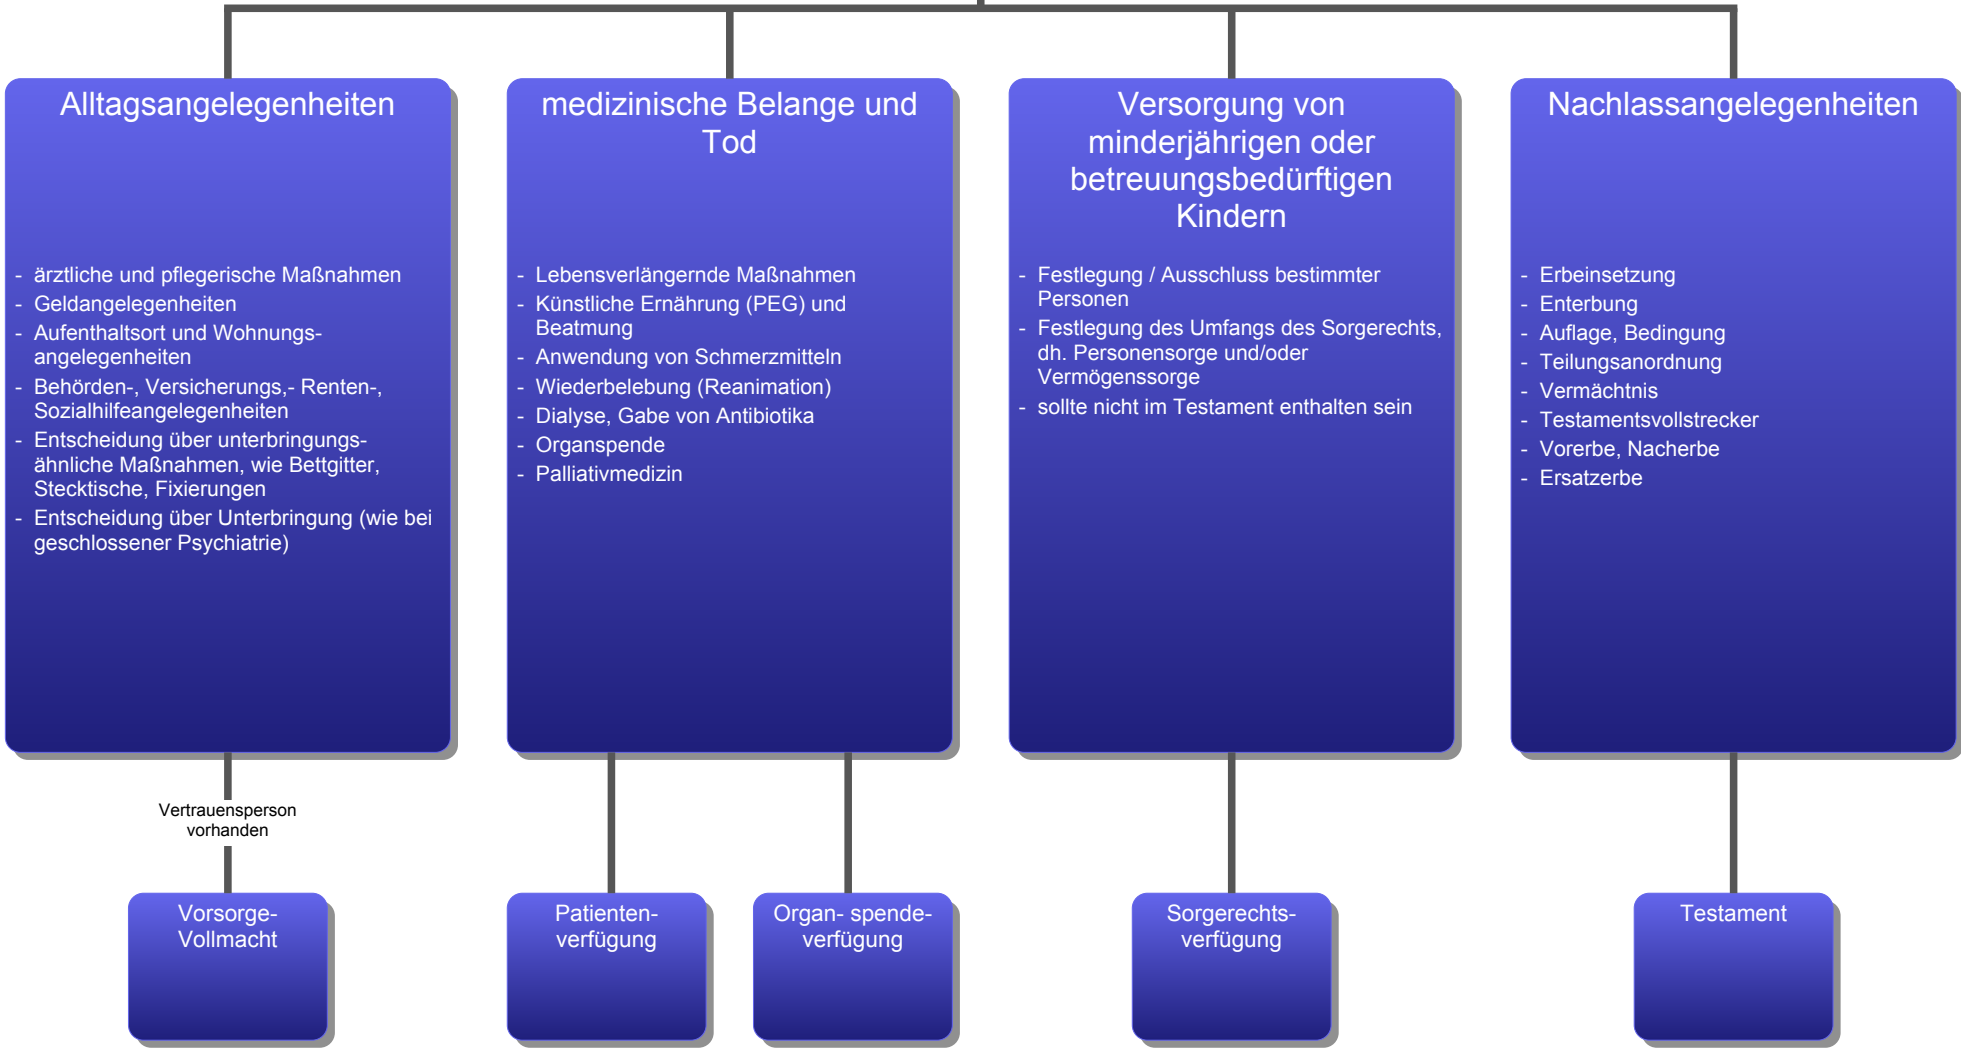 Alltagsangelegenheiten
- ärztliche und pflegerische Maßnahmen
- Geldangelegenheiten
- Aufenthaltsort und Wohnungs-
angelegenheiten
- Behörden-, Versicherungs,- Renten-,
Sozialhilfeangelegenheiten
- Entscheidung über unterbringungs-
ähnliche Maßnahmen, wie Bettgitter,
Stecktische, Fixierungen
- Entscheidung über Unterbringung (wie bei
geschlossener Psychiatrie)
medizinische Belange und
Tod
- Lebensverlängernde Maßnahmen
- Künstliche Ernährung (PEG) und
Beatmung
- Anwendung von Schmerzmitteln
- Wiederbelebung (Reanimation)
- Dialyse, Gabe von Antibiotika
- Organspende
- Palliativmedizin
Versorgung von
minderjährigen oder
betreuungsbedürftigen
Kindern
- Festlegung / Ausschluss bestimmter
Personen
- Festlegung des Umfangs des Sorgerechts,
dh. Personensorge und/oder
Vermögenssorge
- sollte nicht im Testament enthalten sein
Nachlassangelegenheiten
- Erbeinsetzung
- Enterbung
- Auflage, Bedingung
- Teilungsanordnung
- Vermächtnis
- Testamentsvollstrecker
- Vorerbe, Nacherbe
- Ersatzerbe
Vertrauensperson
vorhanden
Vorsorge-
Vollmacht
Patienten-
verfügung
Organ- spende-
verfügung
Sorgerechts-
verfügung
Testament